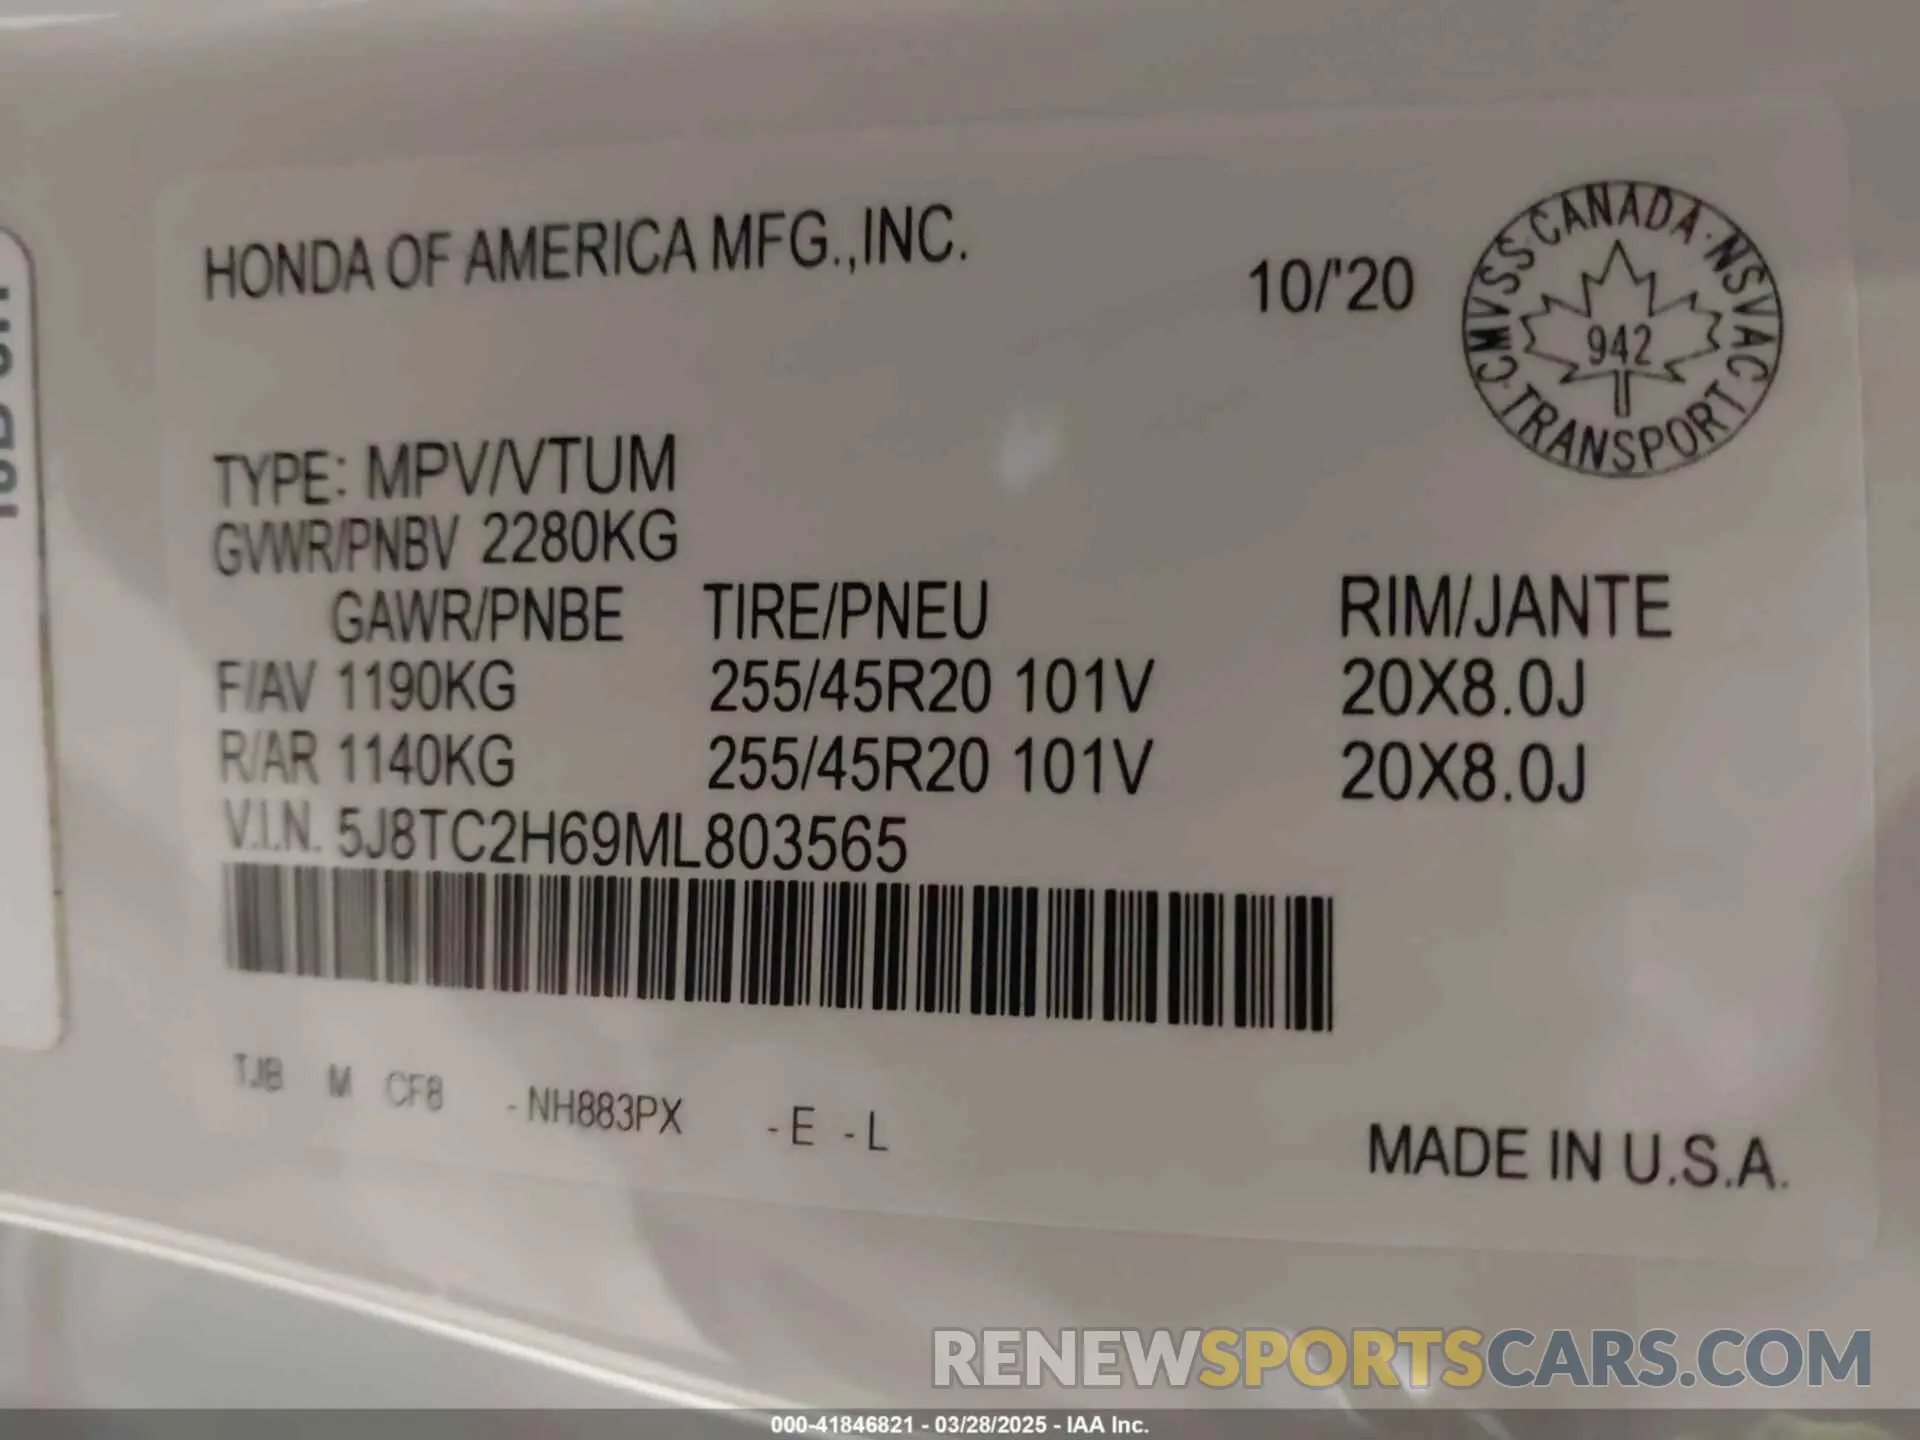 HONDA OF AMERICA MFG.,INC.
10/'20
CMVSS CANADA · NSVAC · TRANSPORT
942
TYPE: MPV/VTUM
GVWR/PNBV 2280KG
GAWR/PNBE TIRE/PNEU RIM/JANTE
F/AV 1190KG 255/45R20 101V 20X8.0J
R/AR 1140KG 255/45R20 101V 20X8.0J
V.I.N. 5J8TC2H69ML803565
TJB M CF8 -NH883PX -E -L
MADE IN U.S.A.
RENEWSPORTSCARS.COM
000-41846821 - 03/28/2025 - IAA Inc.